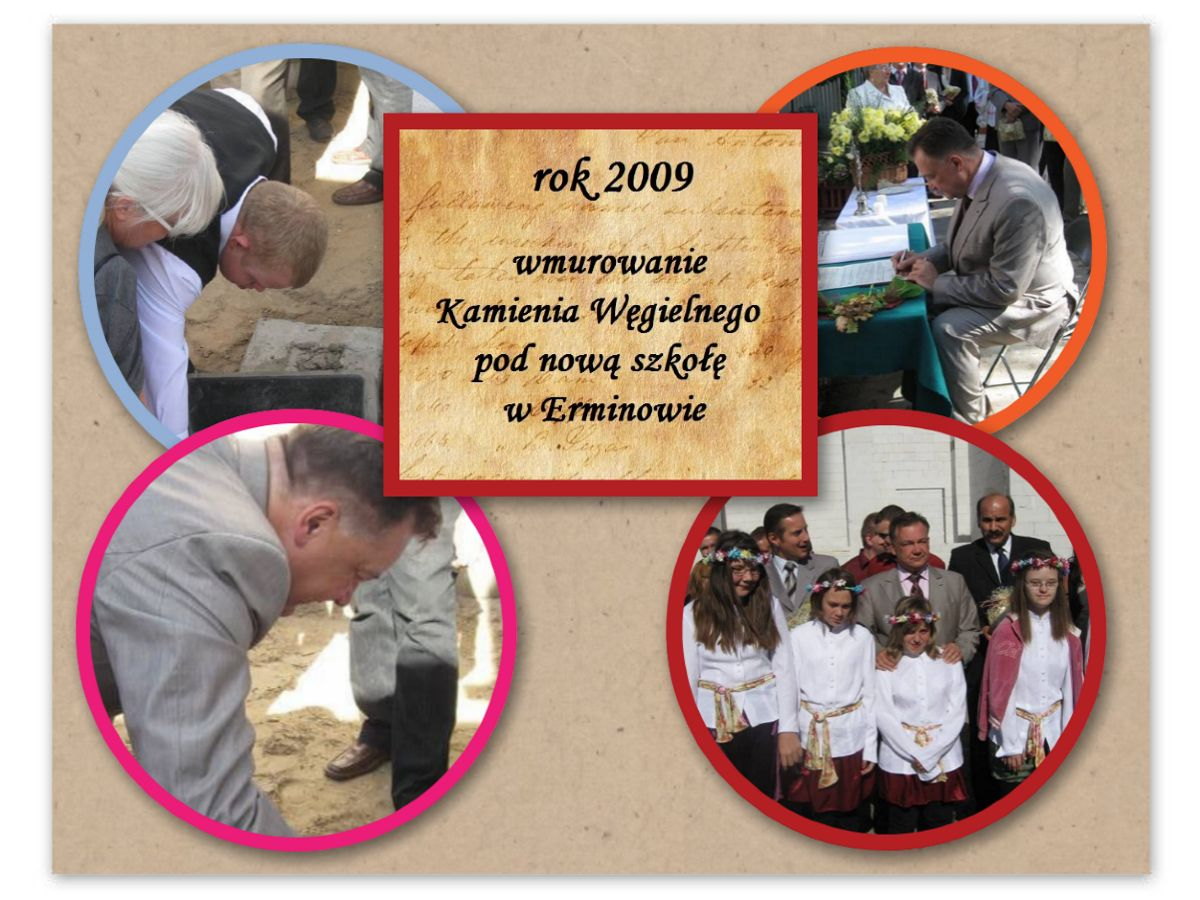 rok 2009
wmurowanie
Kamienia Węgielnego
pod nową szkołę
w Erminowie